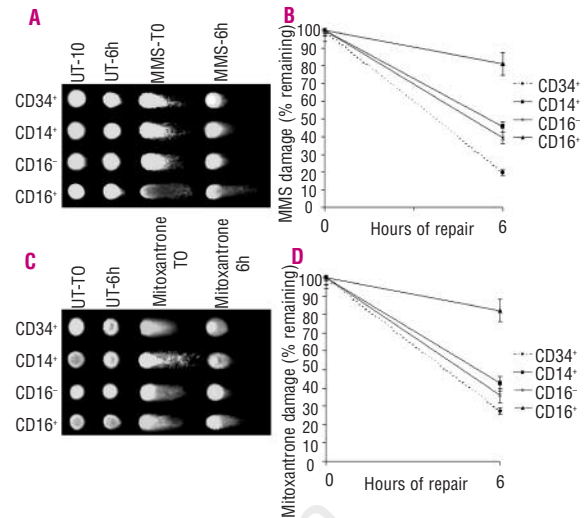 A
UT-10
UT-6h
MMS-T0
MMS-6h
CD34+
CD14+
CD16−
CD16+
B
MMS damage (% remaining)
100
90
80
70
60
50
40
30
20
10
0
0
6
Hours of repair
CD34+
CD14+
CD16−
CD16+
C
UT-TO
UT-6h
Mitoxantrone
TO
Mitoxantrone
6h
CD34+
CD14+
CD16−
CD16+
D
Mitoxantrone damage (% remaining)
100
90
80
70
60
50
40
30
20
10
0
0
6
Hours of repair
CD34+
CD14+
CD16−
CD16+